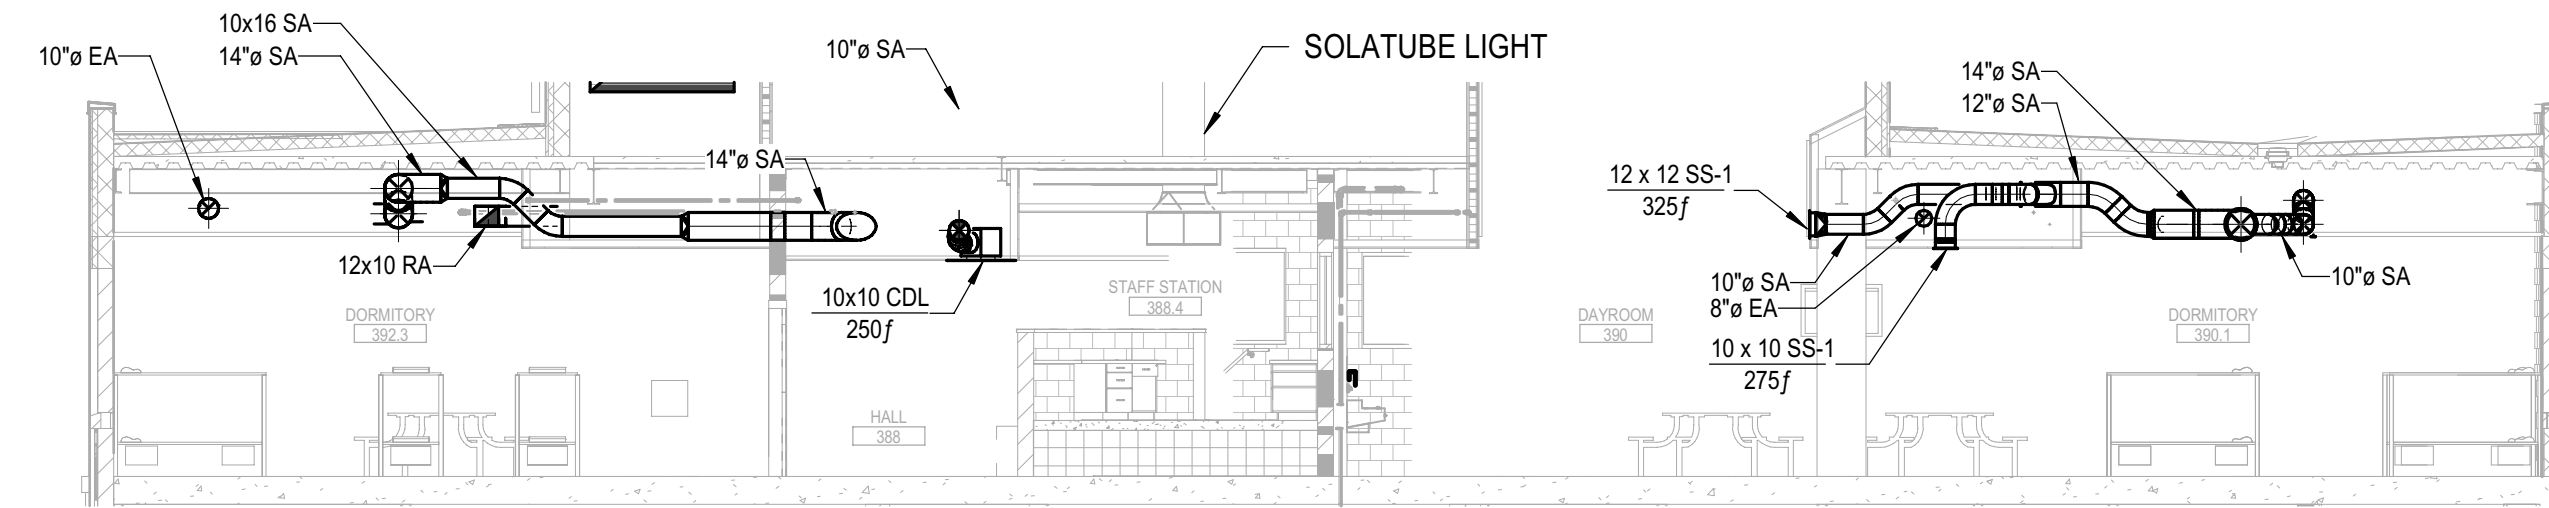 10x16 SA
10"ø EA
14"ø SA
10"ø SA
SOLATUBE LIGHT
14"ø SA
12"ø SA
14"ø SA
12 x 12 SS-1
325ƒ
12x10 RA
10x10 CDL
250ƒ
STAFF STATION
388.4
10"ø SA
8"ø EA
10"ø SA
DORMITORY
392.3
DAYROOM
390
DORMITORY
390.1
10 x 10 SS-1
275ƒ
HALL
388